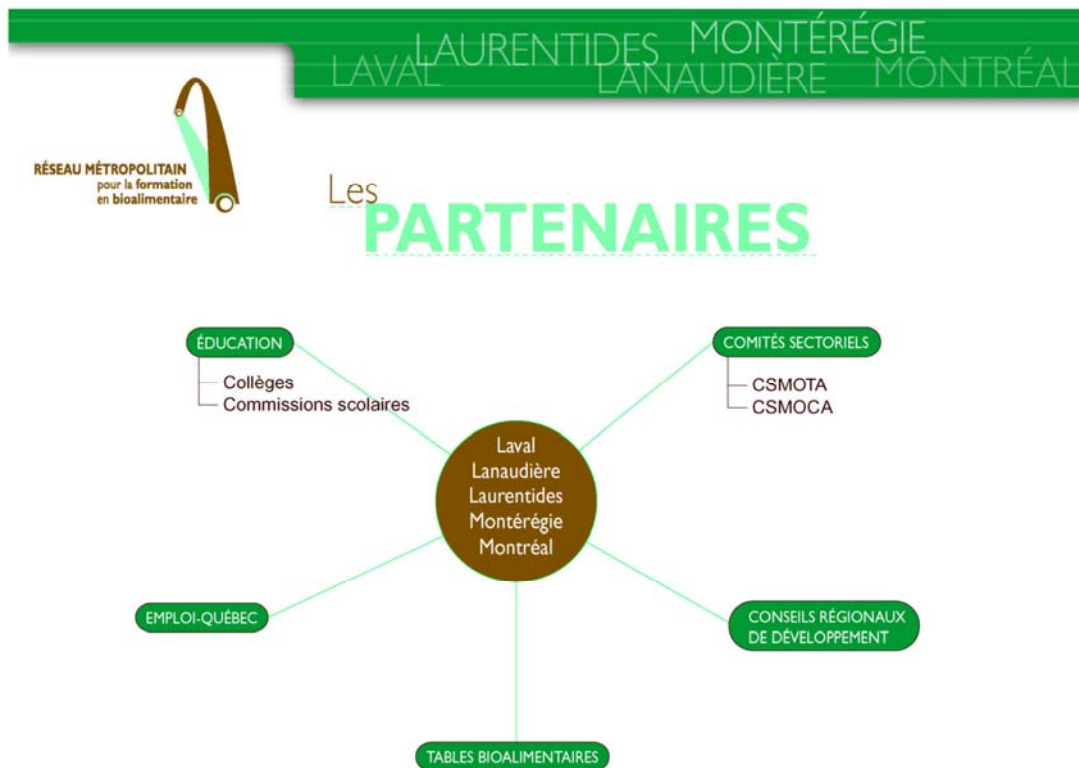 LAVAL LAURENTIDES LANAUDIÈRE MONTÉRÉGIE MONTRÉAL
RÉSEAU MÉTROPOLITAIN
pour la formation
en bioalimentaire
Les
PARTENAIRES
ÉDUCATION
Collèges
Commissions scolaires
COMITÉS SECTORIELS
CSMOTA
CSMOCA
Laval
Lanaudière
Laurentides
Montérégie
Montréal
EMPLOI-QUÉBEC
CONSEILS RÉGIONAUX
DE DÉVELOPPEMENT
TABLES BIOALIMENTAIRES